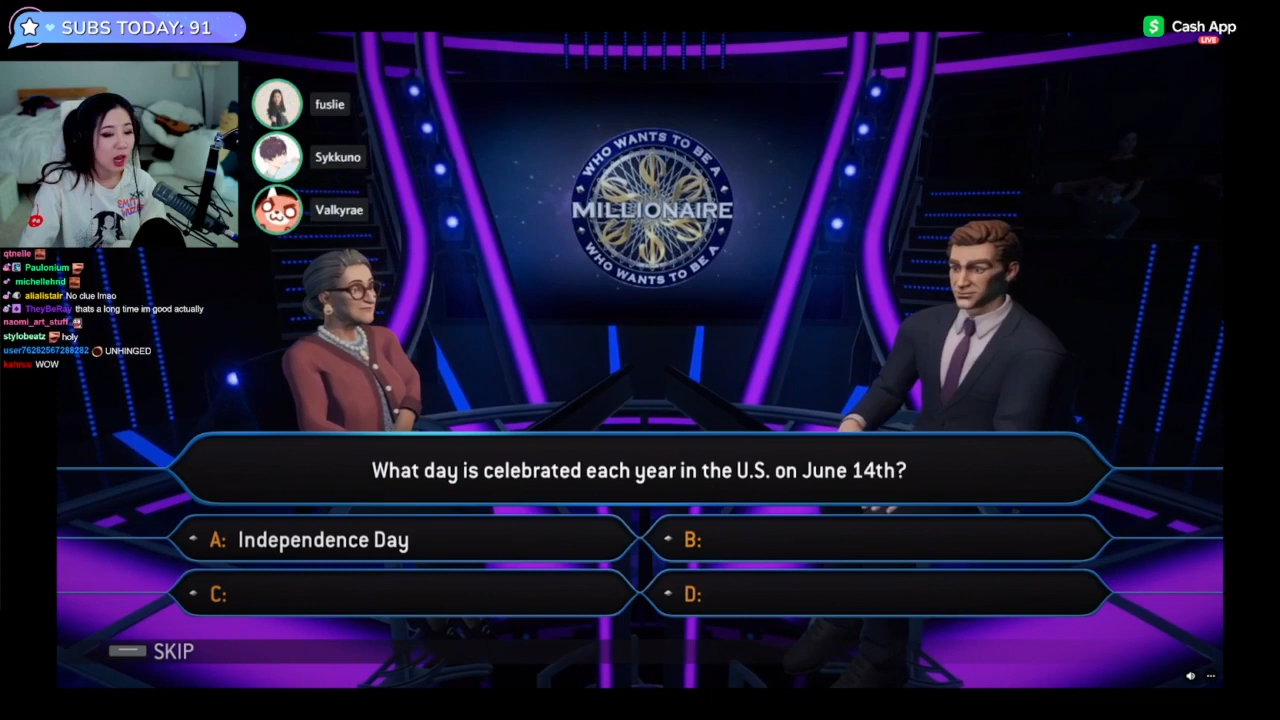 SUBS TODAY: 91
Cash App
LIVE
fuslie
Sykkuno
Valkyrae
qtnelle
Paulonium
michellehnd
alialistair No clue lmao
TheyBeRay thats a long time im good actually
naomi_art_stuff
stylobeatz holy
user76262567288282 UNHINGED
kahruu WOW
WHO WANTS TO BE A
MILLIONAIRE
WHO WANTS TO BE A
What day is celebrated each year in the U.S. on June 14th?
A: Independence Day
B:
C:
D:
SKIP